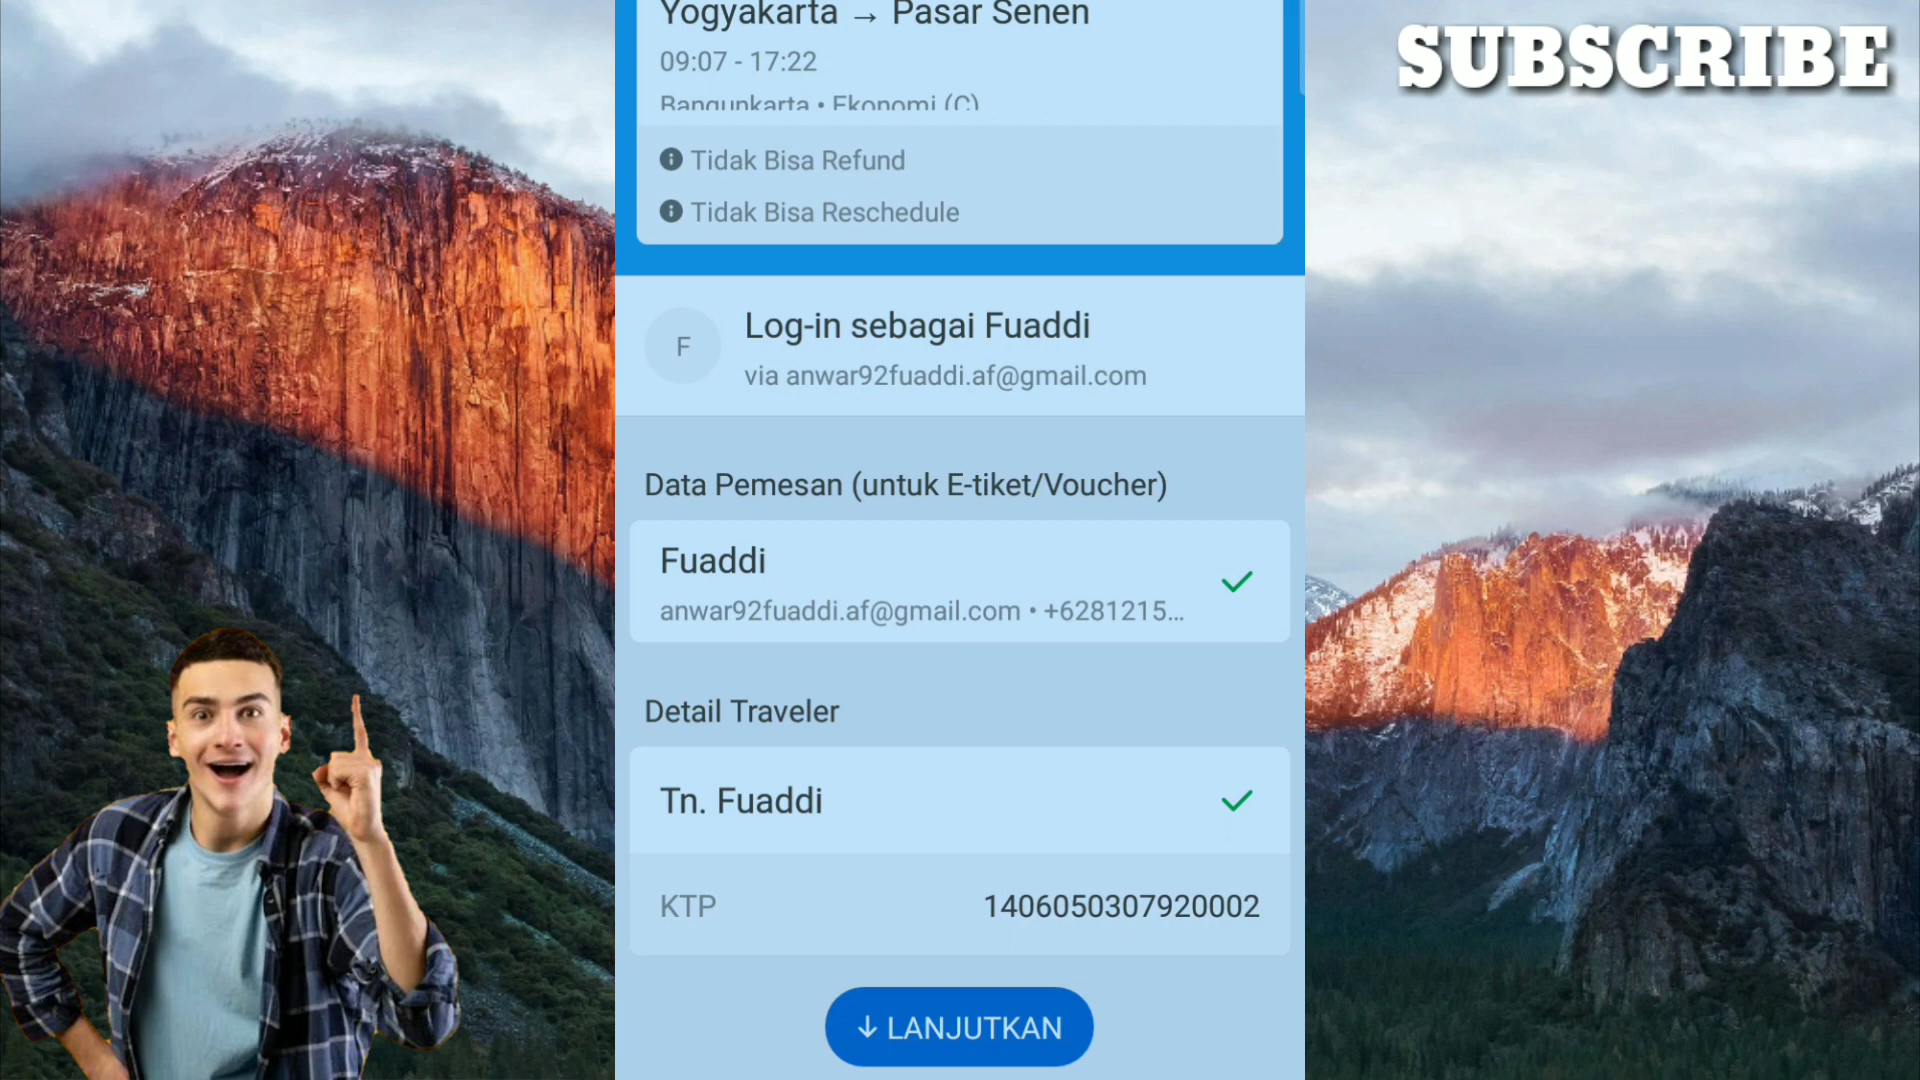 Yogyakarta → Pasar Senen
SUBSCRIBE
09:07 - 17:22
Bangunkarta • Ekonomi (C)
Tidak Bisa Refund
Tidak Bisa Reschedule
F
Log-in sebagai Fuaddi
via anwar92fuaddi.af@gmail.com
Data Pemesan (untuk E-tiket/Voucher)
Fuaddi
anwar92fuaddi.af@gmail.com • +6281215...
Detail Traveler
Tn. Fuaddi
KTP 1406050307920002
↓ LANJUTKAN